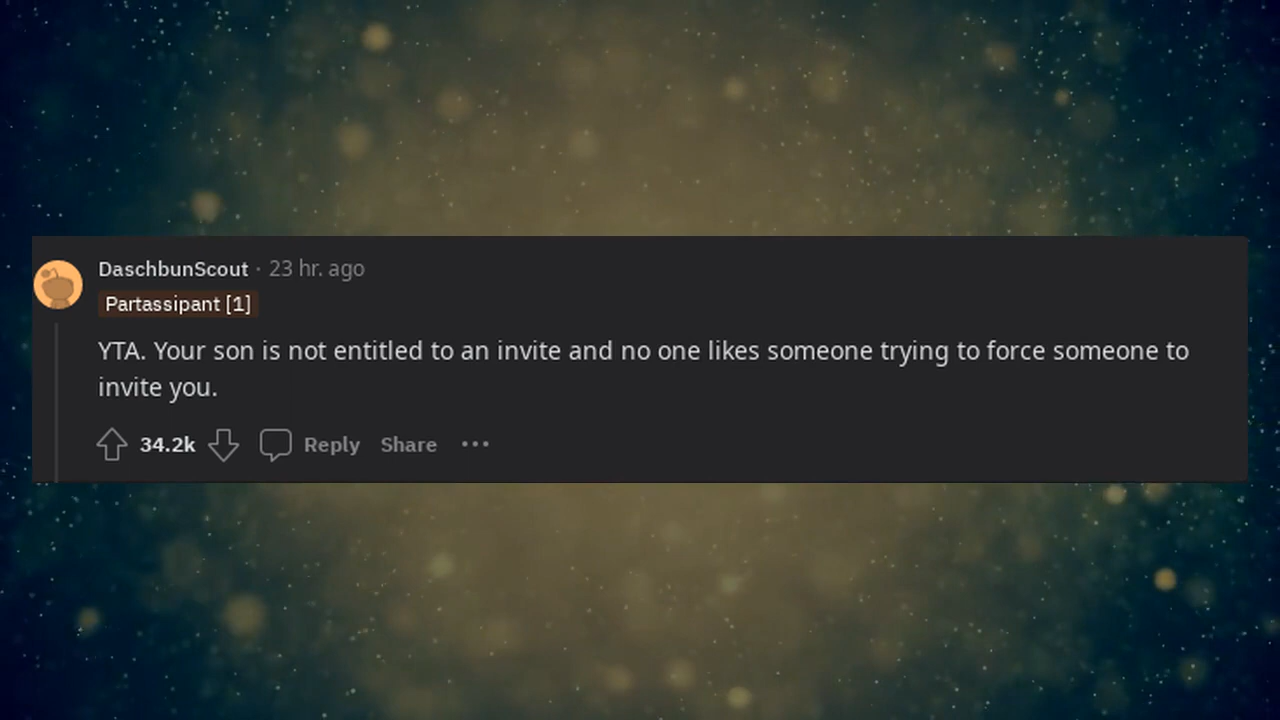 DaschbunScout · 23 hr. ago
Partassipant [1]
YTA. Your son is not entitled to an invite and no one likes someone trying to force someone to
invite you.
34.2k Reply Share •••